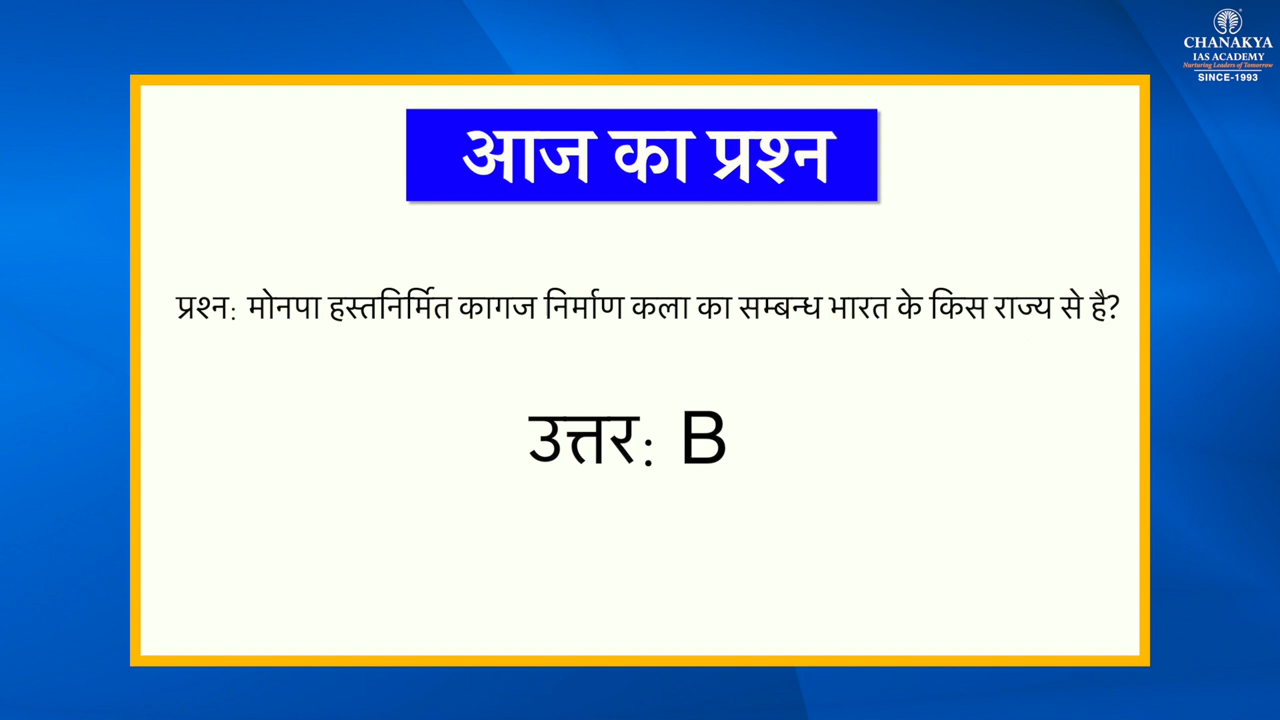 CHANAKYA
IAS ACADEMY
Nurturing Leaders of Tomorrow
SINCE-1993
आज का प्रश्न
प्रश्न: मोनपा हस्तनिर्मित कागज निर्माण कला का सम्बन्ध भारत के किस राज्य से है?
उत्तर: B